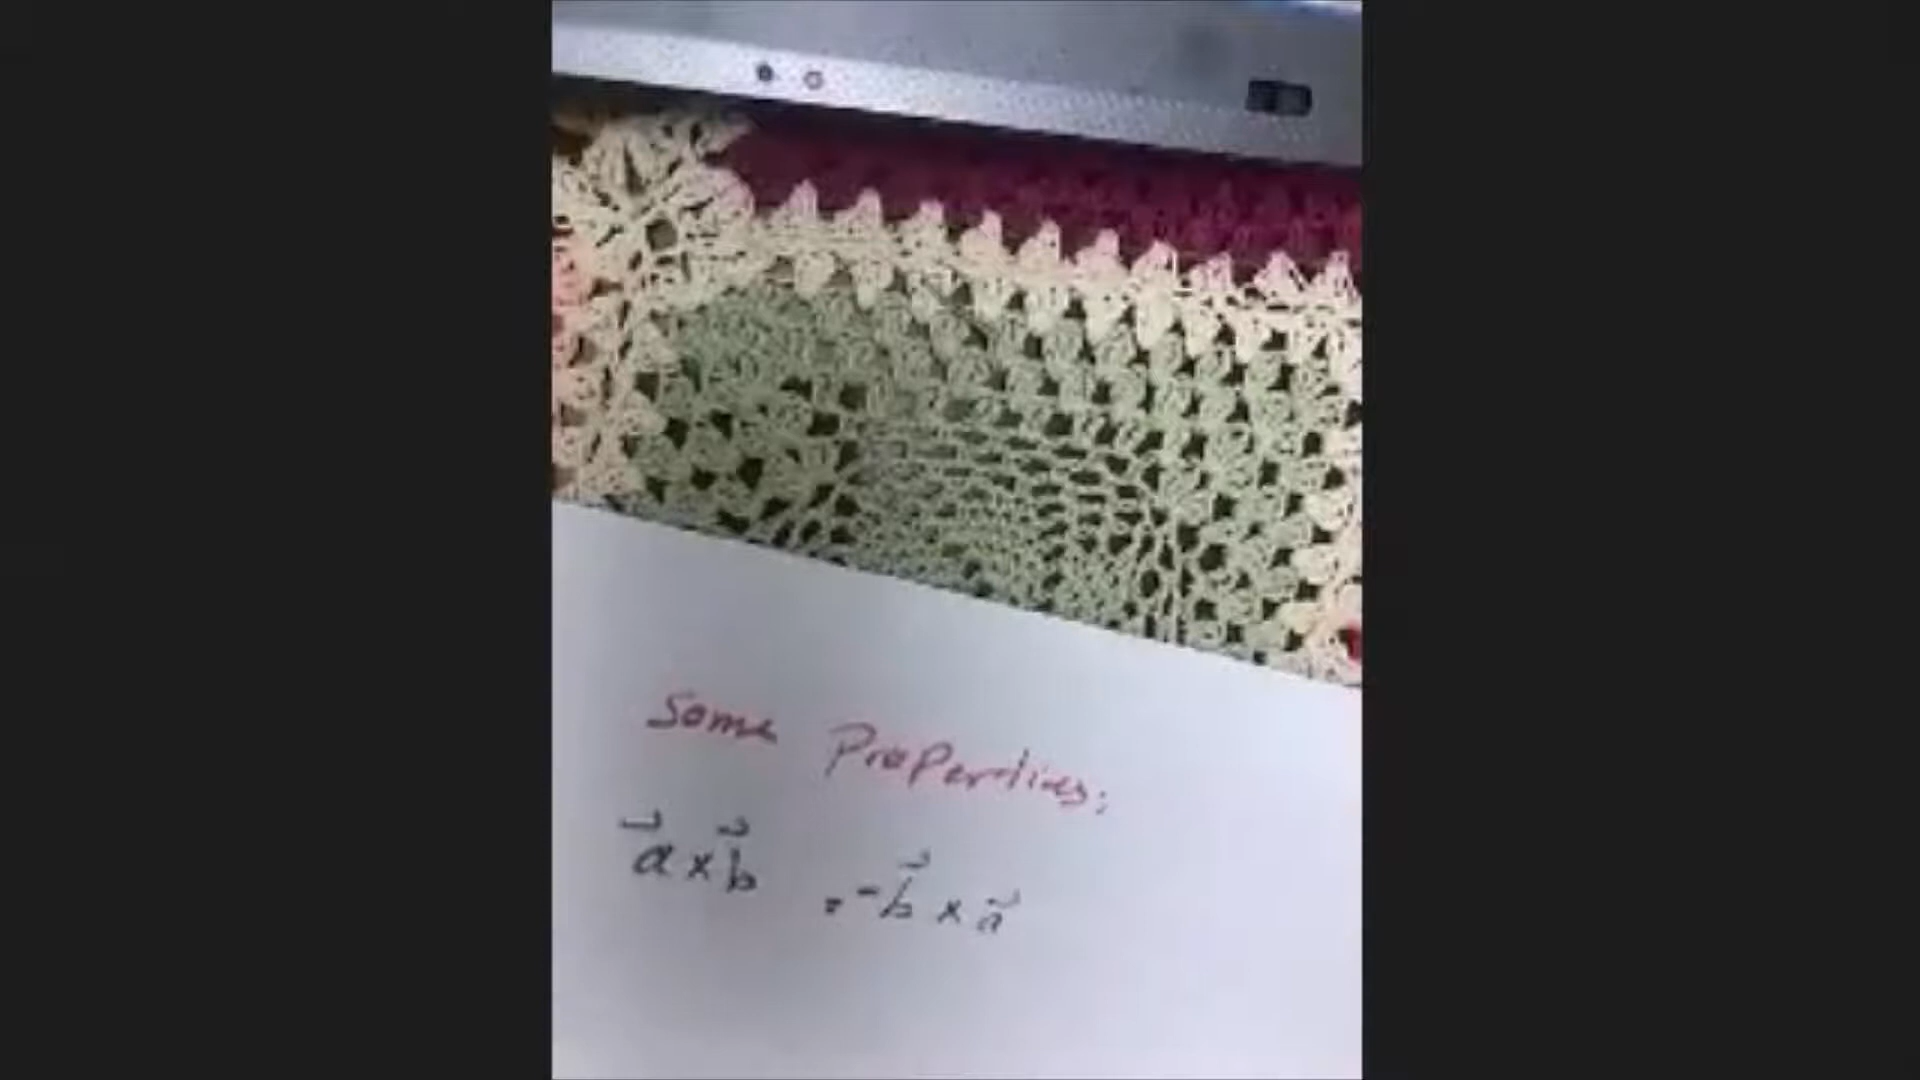 Some Properties:
a⃗ × b⃗ = -b⃗ × a⃗